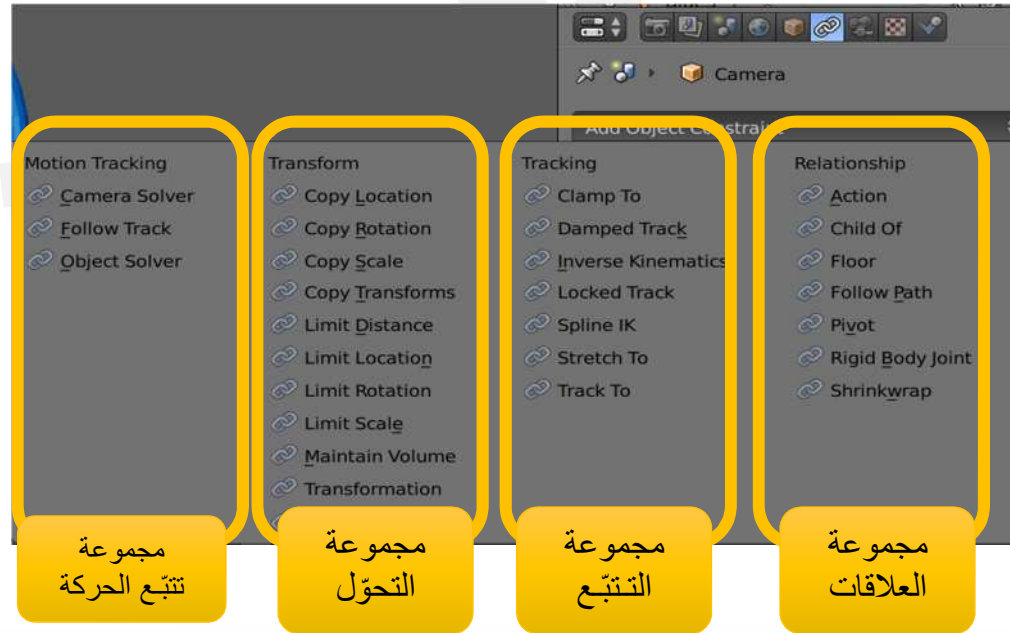 Camera
Add Object Constraint
Motion Tracking
Camera Solver
Follow Track
Object Solver
Transform
Copy Location
Copy Rotation
Copy Scale
Copy Transforms
Limit Distance
Limit Location
Limit Rotation
Limit Scale
Maintain Volume
Transformation
Tracking
Clamp To
Damped Track
Inverse Kinematics
Locked Track
Spline IK
Stretch To
Track To
Relationship
Action
Child Of
Floor
Follow Path
Pivot
Rigid Body Joint
Shrinkwrap
مجموعة
تتبّع الحركة
مجموعة
التحوّل
مجموعة
التتبّع
مجموعة
العلاقات